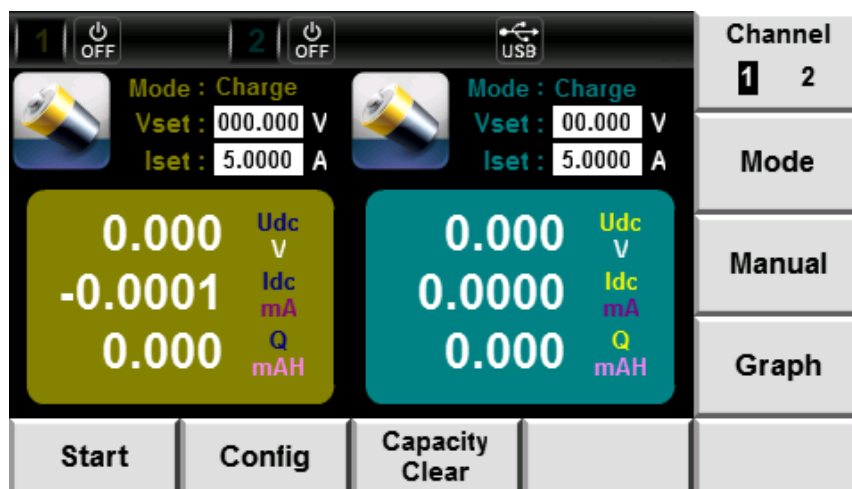 1 OFF 2 OFF USB
Channel
1 2
Mode : Charge
Vset : 000.000 V
Iset : 5.0000 A
Mode : Charge
Vset : 00.000 V
Iset : 5.0000 A
0.000 Udc V
-0.0001 Idc mA
0.000 Q mAH
0.000 Udc V
0.0000 Idc mA
0.000 Q mAH
Mode
Manual
Graph
Start
Config
Capacity
Clear